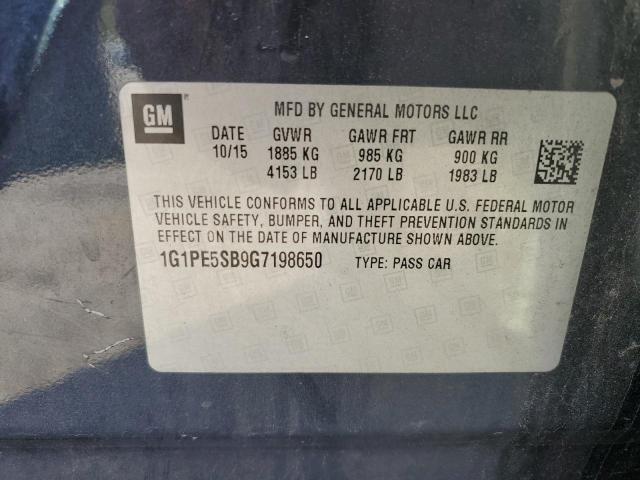 GM
MFD BY GENERAL MOTORS LLC
DATE GVWR GAWR FRT GAWR RR
10/15 1885 KG 985 KG 900 KG
4153 LB 2170 LB 1983 LB
THIS VEHICLE CONFORMS TO ALL APPLICABLE U.S. FEDERAL MOTOR
VEHICLE SAFETY, BUMPER, AND THEFT PREVENTION STANDARDS IN
EFFECT ON THE DATE OF MANUFACTURE SHOWN ABOVE.
1G1PE5SB9G7198650 TYPE: PASS CAR